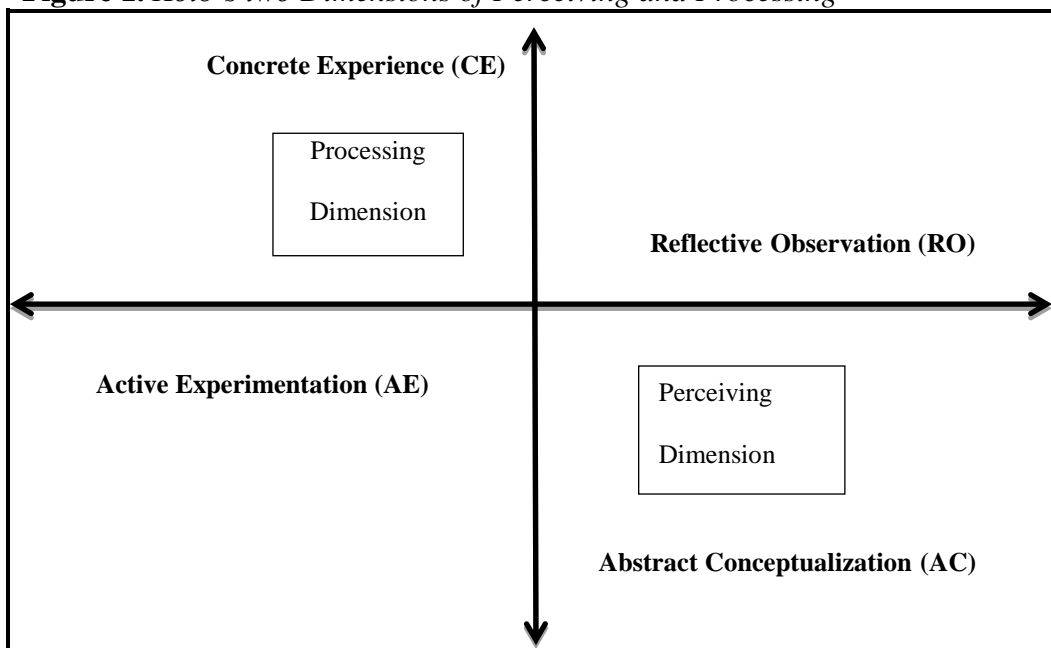 Concrete Experience (CE)
Processing
Dimension
Reflective Observation (RO)
Active Experimentation (AE)
Perceiving
Dimension
Abstract Conceptualization (AC)